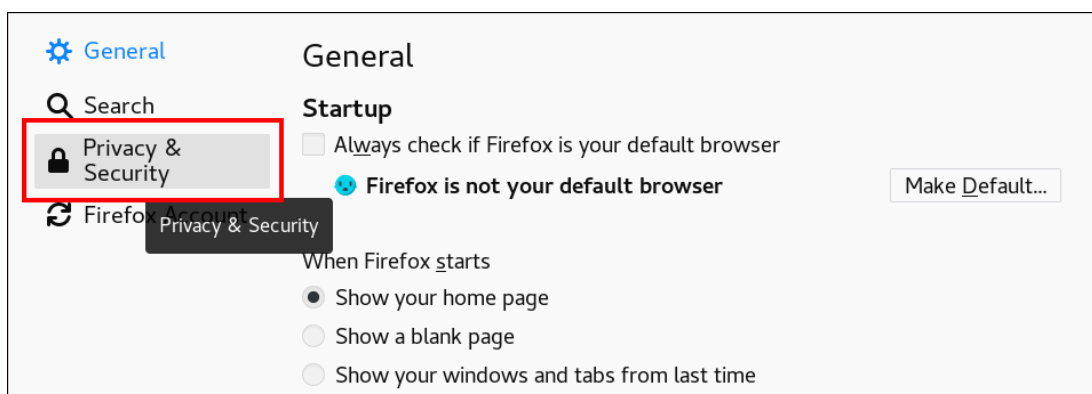 General
Search
Privacy &
Security
Firefox Account
Privacy & Security
General
Startup
Always check if Firefox is your default browser
Firefox is not your default browser
Make Default...
When Firefox starts
Show your home page
Show a blank page
Show your windows and tabs from last time